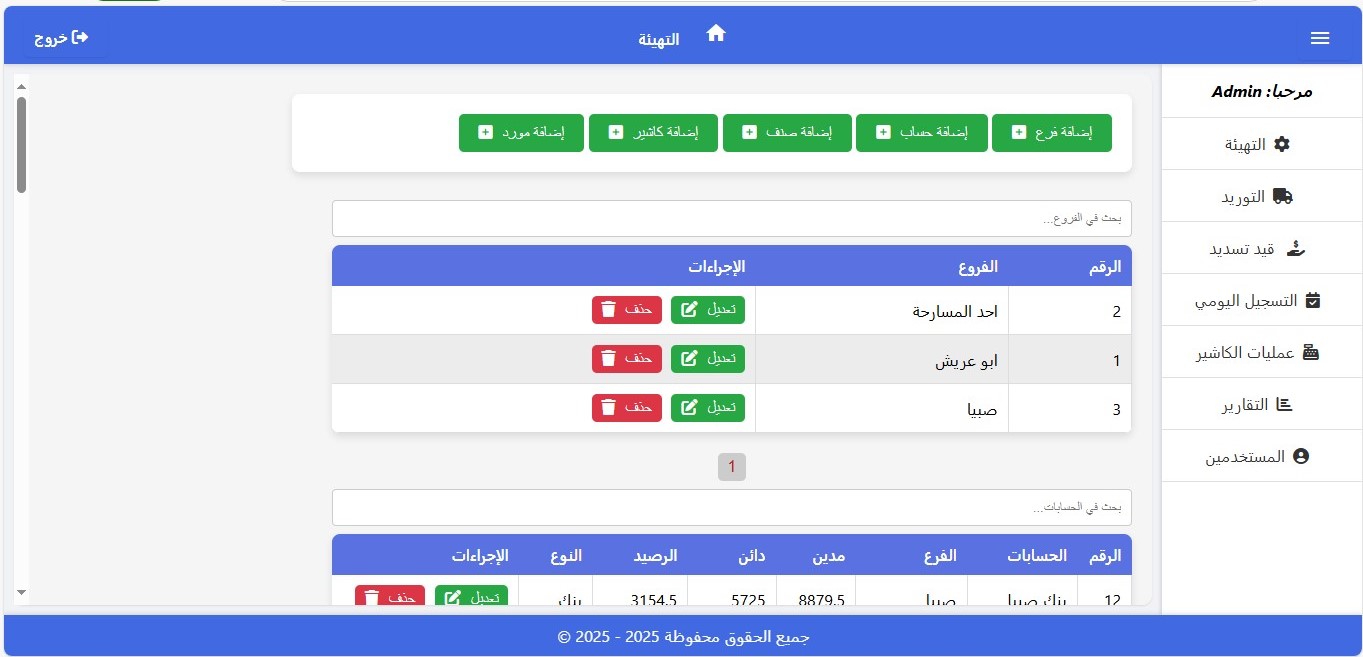 التهيئة
خروج
مرحبا: Admin
التهيئة
التوريد
قيد تسديد
التسجيل اليومي
عمليات الكاشير
التقارير
المستخدمين
إضافة فرع إضافة حساب إضافة صنف إضافة كاشير إضافة مورد
بحث في الفروع...
الرقم الفروع الإجراءات
2 احد المسارحة تعديل حذف
1 ابو عريش تعديل حذف
3 صبيا تعديل حذف
1
بحث في الحسابات...
الرقم الحسابات الفرع مدين دائن الرصيد النوع الإجراءات
12 بنك صبيا صبيا 8879.5 5725 3154.5 بنك تعديل حذف
جميع الحقوق محفوظة 2025 - 2025 ©